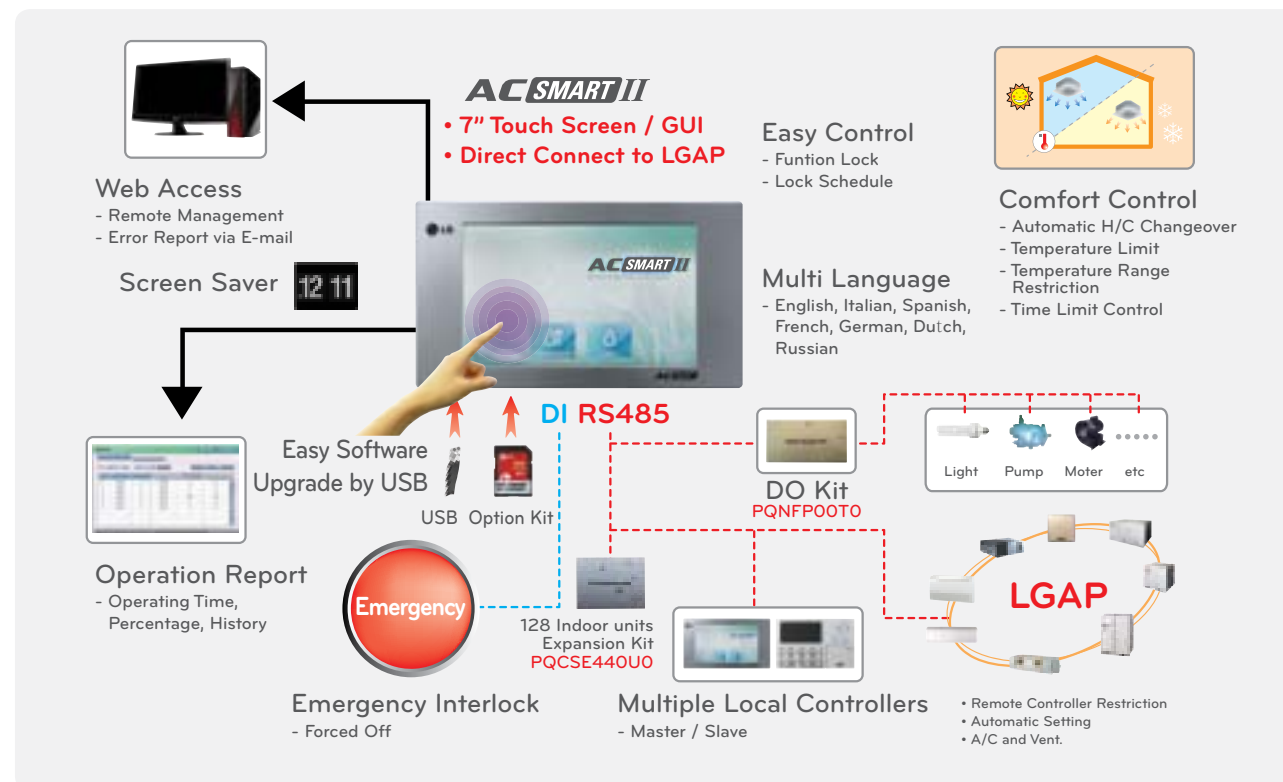 AC SMART II
• 7” Touch Screen / GUI
• Direct Connect to LGAP
Web Access
- Remote Management
- Error Report via E-mail
Screen Saver
12 11
Easy Control
- Funtion Lock
- Lock Schedule
Comfort Control
- Automatic H/C Changeover
- Temperature Limit
- Temperature Range
Restriction
- Time Limit Control
LG
AC SMART II
Multi Language
- English, Italian, Spanish,
French, German, Dutch,
Russian
DI RS485
Easy Software
Upgrade by USB
USB
Option Kit
DO Kit
PQNFP00T0
Light
Pump
Moter
etc
Operation Report
- Operating Time,
Percentage, History
Emergency
128 Indoor units
Expansion Kit
PQCSE440U0
LGAP
Emergency Interlock
- Forced Off
Multiple Local Controllers
- Master / Slave
• Remote Controller Restriction
• Automatic Setting
• A/C and Vent.